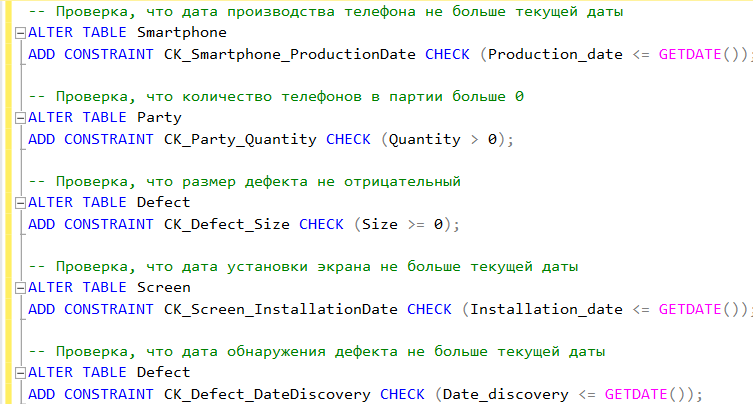 -- Проверка, что дата производства телефона не больше текущей даты
ALTER TABLE Smartphone
ADD CONSTRAINT CK_Smartphone_ProductionDate CHECK (Production_date <= GETDATE());
-- Проверка, что количество телефонов в партии больше 0
ALTER TABLE Party
ADD CONSTRAINT CK_Party_Quantity CHECK (Quantity > 0);
-- Проверка, что размер дефекта не отрицательный
ALTER TABLE Defect
ADD CONSTRAINT CK_Defect_Size CHECK (Size >= 0);
-- Проверка, что дата установки экрана не больше текущей даты
ALTER TABLE Screen
ADD CONSTRAINT CK_Screen_InstallationDate CHECK (Installation_date <= GETDATE());
-- Проверка, что дата обнаружения дефекта не больше текущей даты
ALTER TABLE Defect
ADD CONSTRAINT CK_Defect_DateDiscovery CHECK (Date_discovery <= GETDATE());